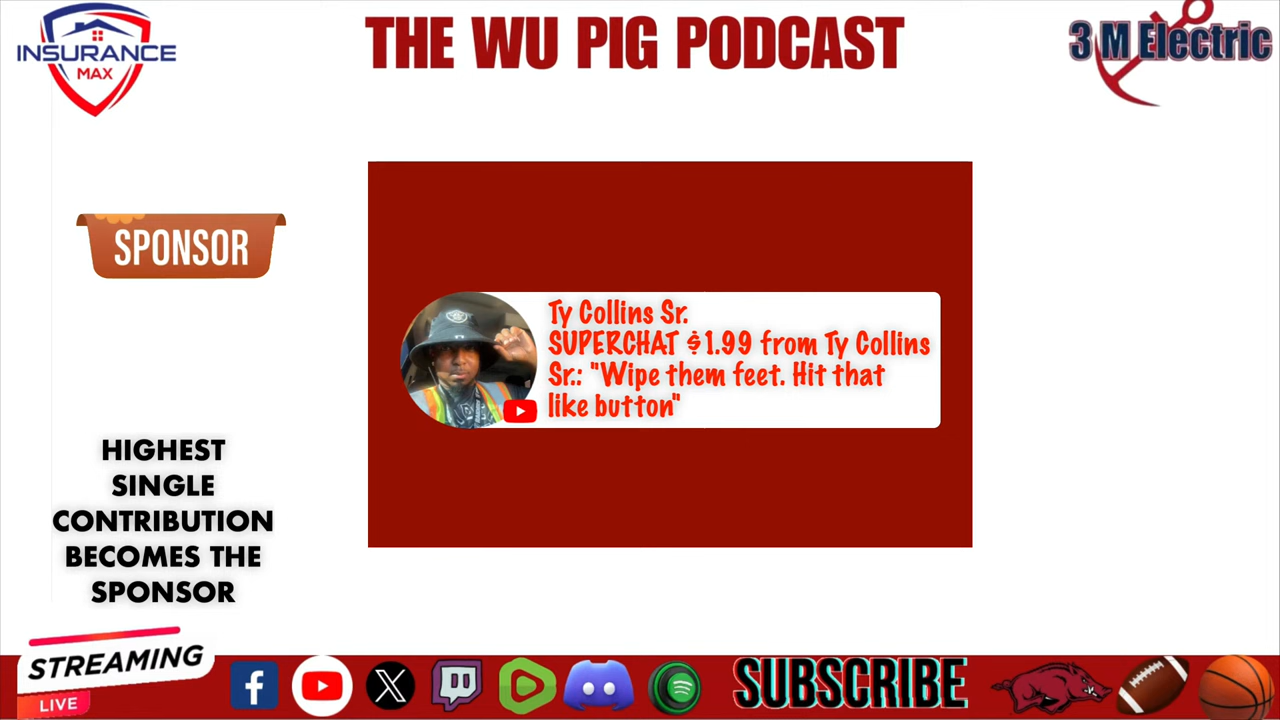 INSURANCE
MAX
THE WU PIG PODCAST
3 M Electric
SPONSOR
Ty Collins Sr.
SUPERCHAT $1.99 from Ty Collins
Sr.: "Wipe them feet. Hit that
like button"
HIGHEST
SINGLE
CONTRIBUTION
BECOMES THE
SPONSOR
STREAMING
LIVE
SUBSCRIBE